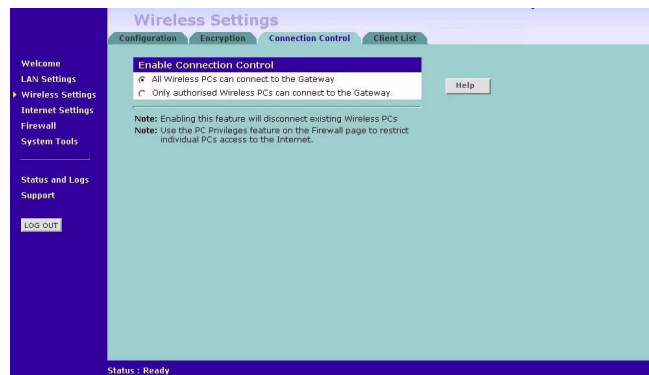 Wireless Settings
Configuration
Encryption
Connection Control
Client List
Welcome
LAN Settings
Wireless Settings
Internet Settings
Firewall
System Tools
Status and Logs
Support
LOG OUT
Enable Connection Control
All Wireless PCs can connect to the Gateway
Only authorised Wireless PCs can connect to the Gateway
Help
Note: Enabling this feature will disconnect existing Wireless PCs
Note: Use the PC Privileges feature on the Firewall page to restrict
individual PCs access to the Internet.
Status : Ready